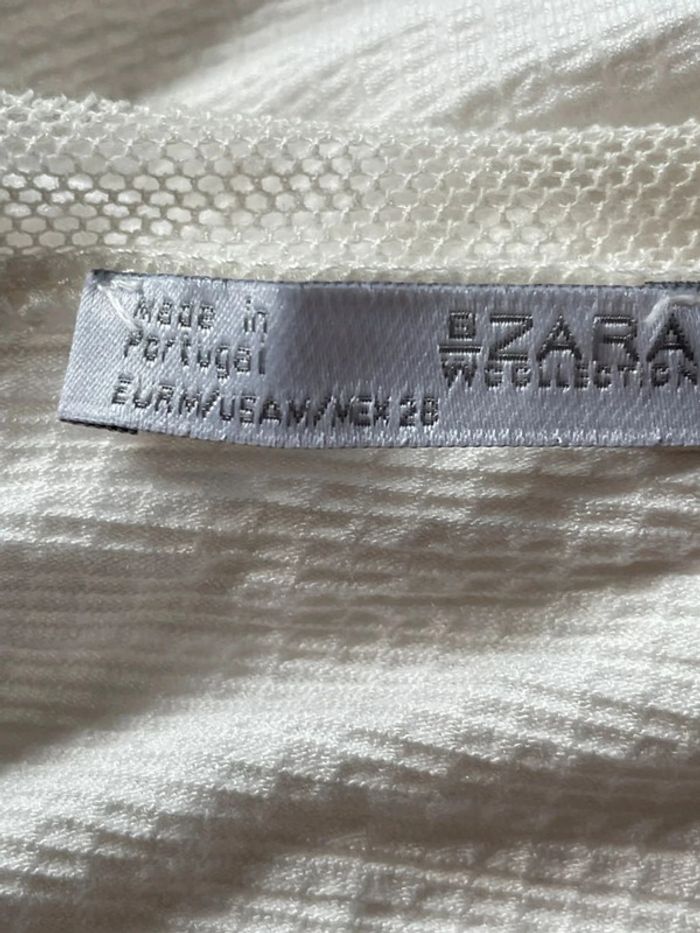 Made in
Portugal
EUR M/USA M/MEX 28
ZARA
W&B COLLECTION